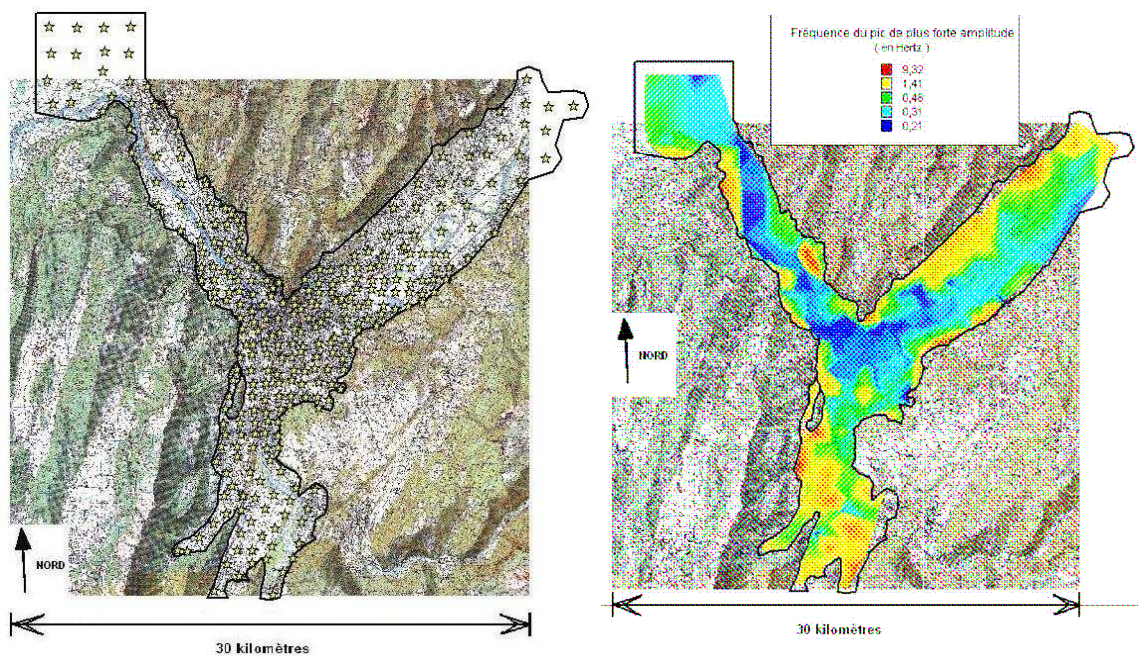 NORD
30 kilomètres
Fréquence du pic de plus forte amplitude
( en Hertz )
9,32
1,41
0,48
0,31
0,21
NORD
30 kilomètres